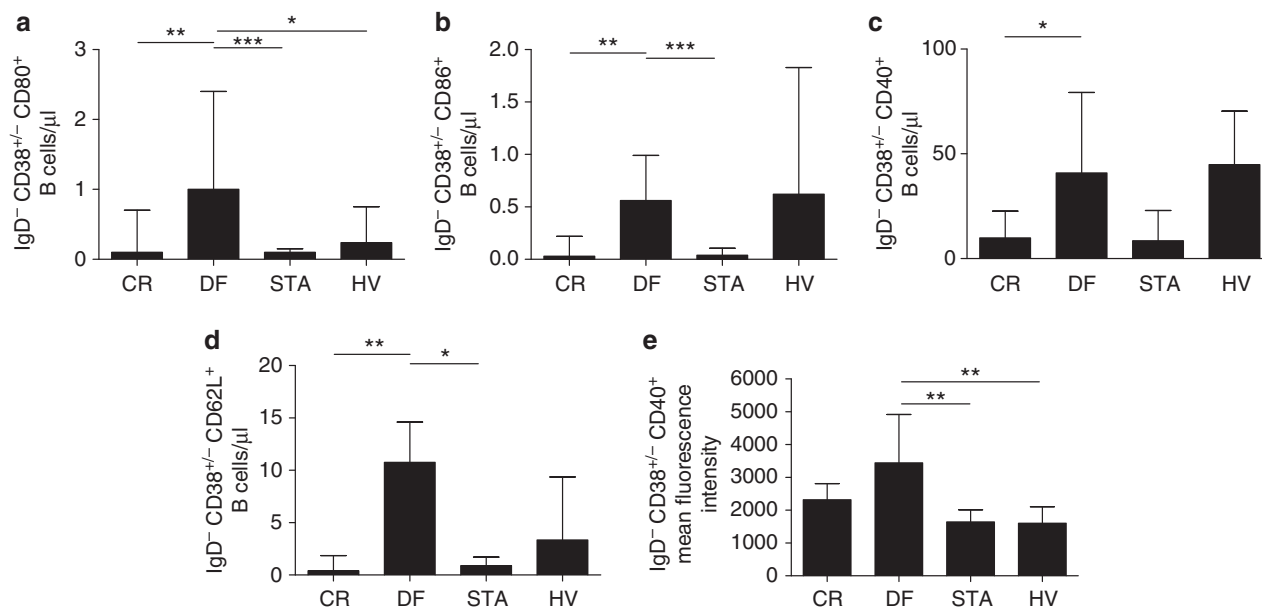 a
IgD⁻ CD38⁺/⁻ CD80⁺
B cells/μl
3
2
1
0
**
***
*
CR DF STA HV
b
IgD⁻ CD38⁺/⁻ CD86⁺
B cells/μl
2.0
1.5
1.0
0.5
0.0
**
***
CR DF STA HV
c
IgD⁻ CD38⁺/⁻ CD40⁺
B cells/μl
100
50
0
*
CR DF STA HV
d
IgD⁻ CD38⁺/⁻ CD62L⁺
B cells/μl
20
15
10
5
0
**
*
CR DF STA HV
e
IgD⁻ CD38⁺/⁻ CD40⁺
mean fluorescence
intensity
6000
5000
4000
3000
2000
1000
0
**
**
CR DF STA HV